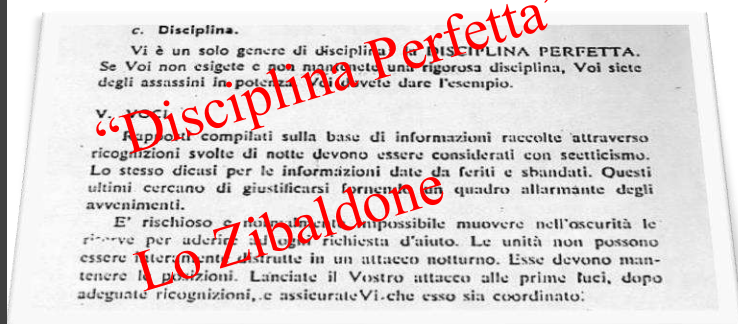 c. Disciplina.
Vi è un solo genere di disciplina: la DISCIPLINA PERFETTA.
Se Voi non esigete e non mantenete una rigorosa disciplina, Voi siete
degli assassini in potenza. Voi dovete dare l'esempio.
V. VOCI.
Rapporti compilati sulla base di informazioni raccolte attraverso
ricognizioni svolte di notte devono essere considerati con scetticismo.
Lo stesso dicasi per le informazioni date da feriti e sbandati. Questi
ultimi cercano di giustificarsi fornendo un quadro allarmante degli
avvenimenti.
E' rischioso e normalmente impossibile muovere nell'oscurità le
riserve per aderire ad ogni richiesta d'aiuto. Le unità non possono
essere interamente distrutte in un attacco notturno. Esse devono man-
tenere le posizioni. Lanciate il Vostro attacco alle prime luci, dopo
adeguate ricognizioni, e assicurateVi che esso sia coordinato:
“Disciplina Perfetta”
Lo Zibaldone